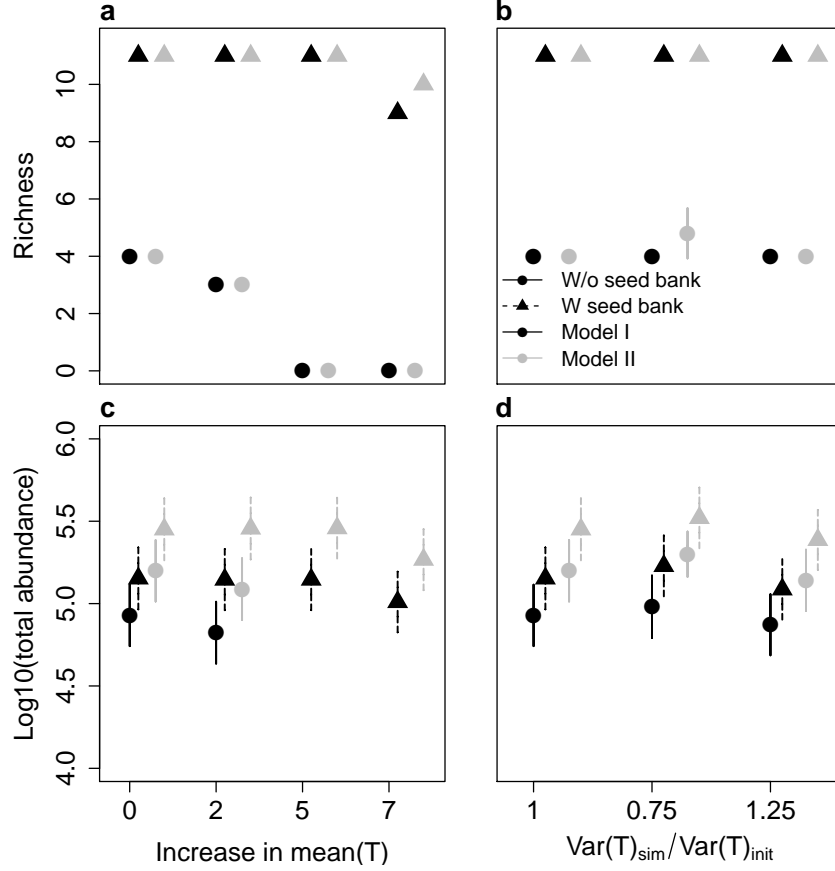 a
b
Richness
10
8
6
4
2
0
W/o seed bank
W seed bank
Model I
Model II
c
d
Log10(total abundance)
6.0
5.5
5.0
4.5
4.0
0 2 5 7
1 0.75 1.25
Increase in mean(T)
Var(T)sim/Var(T)init